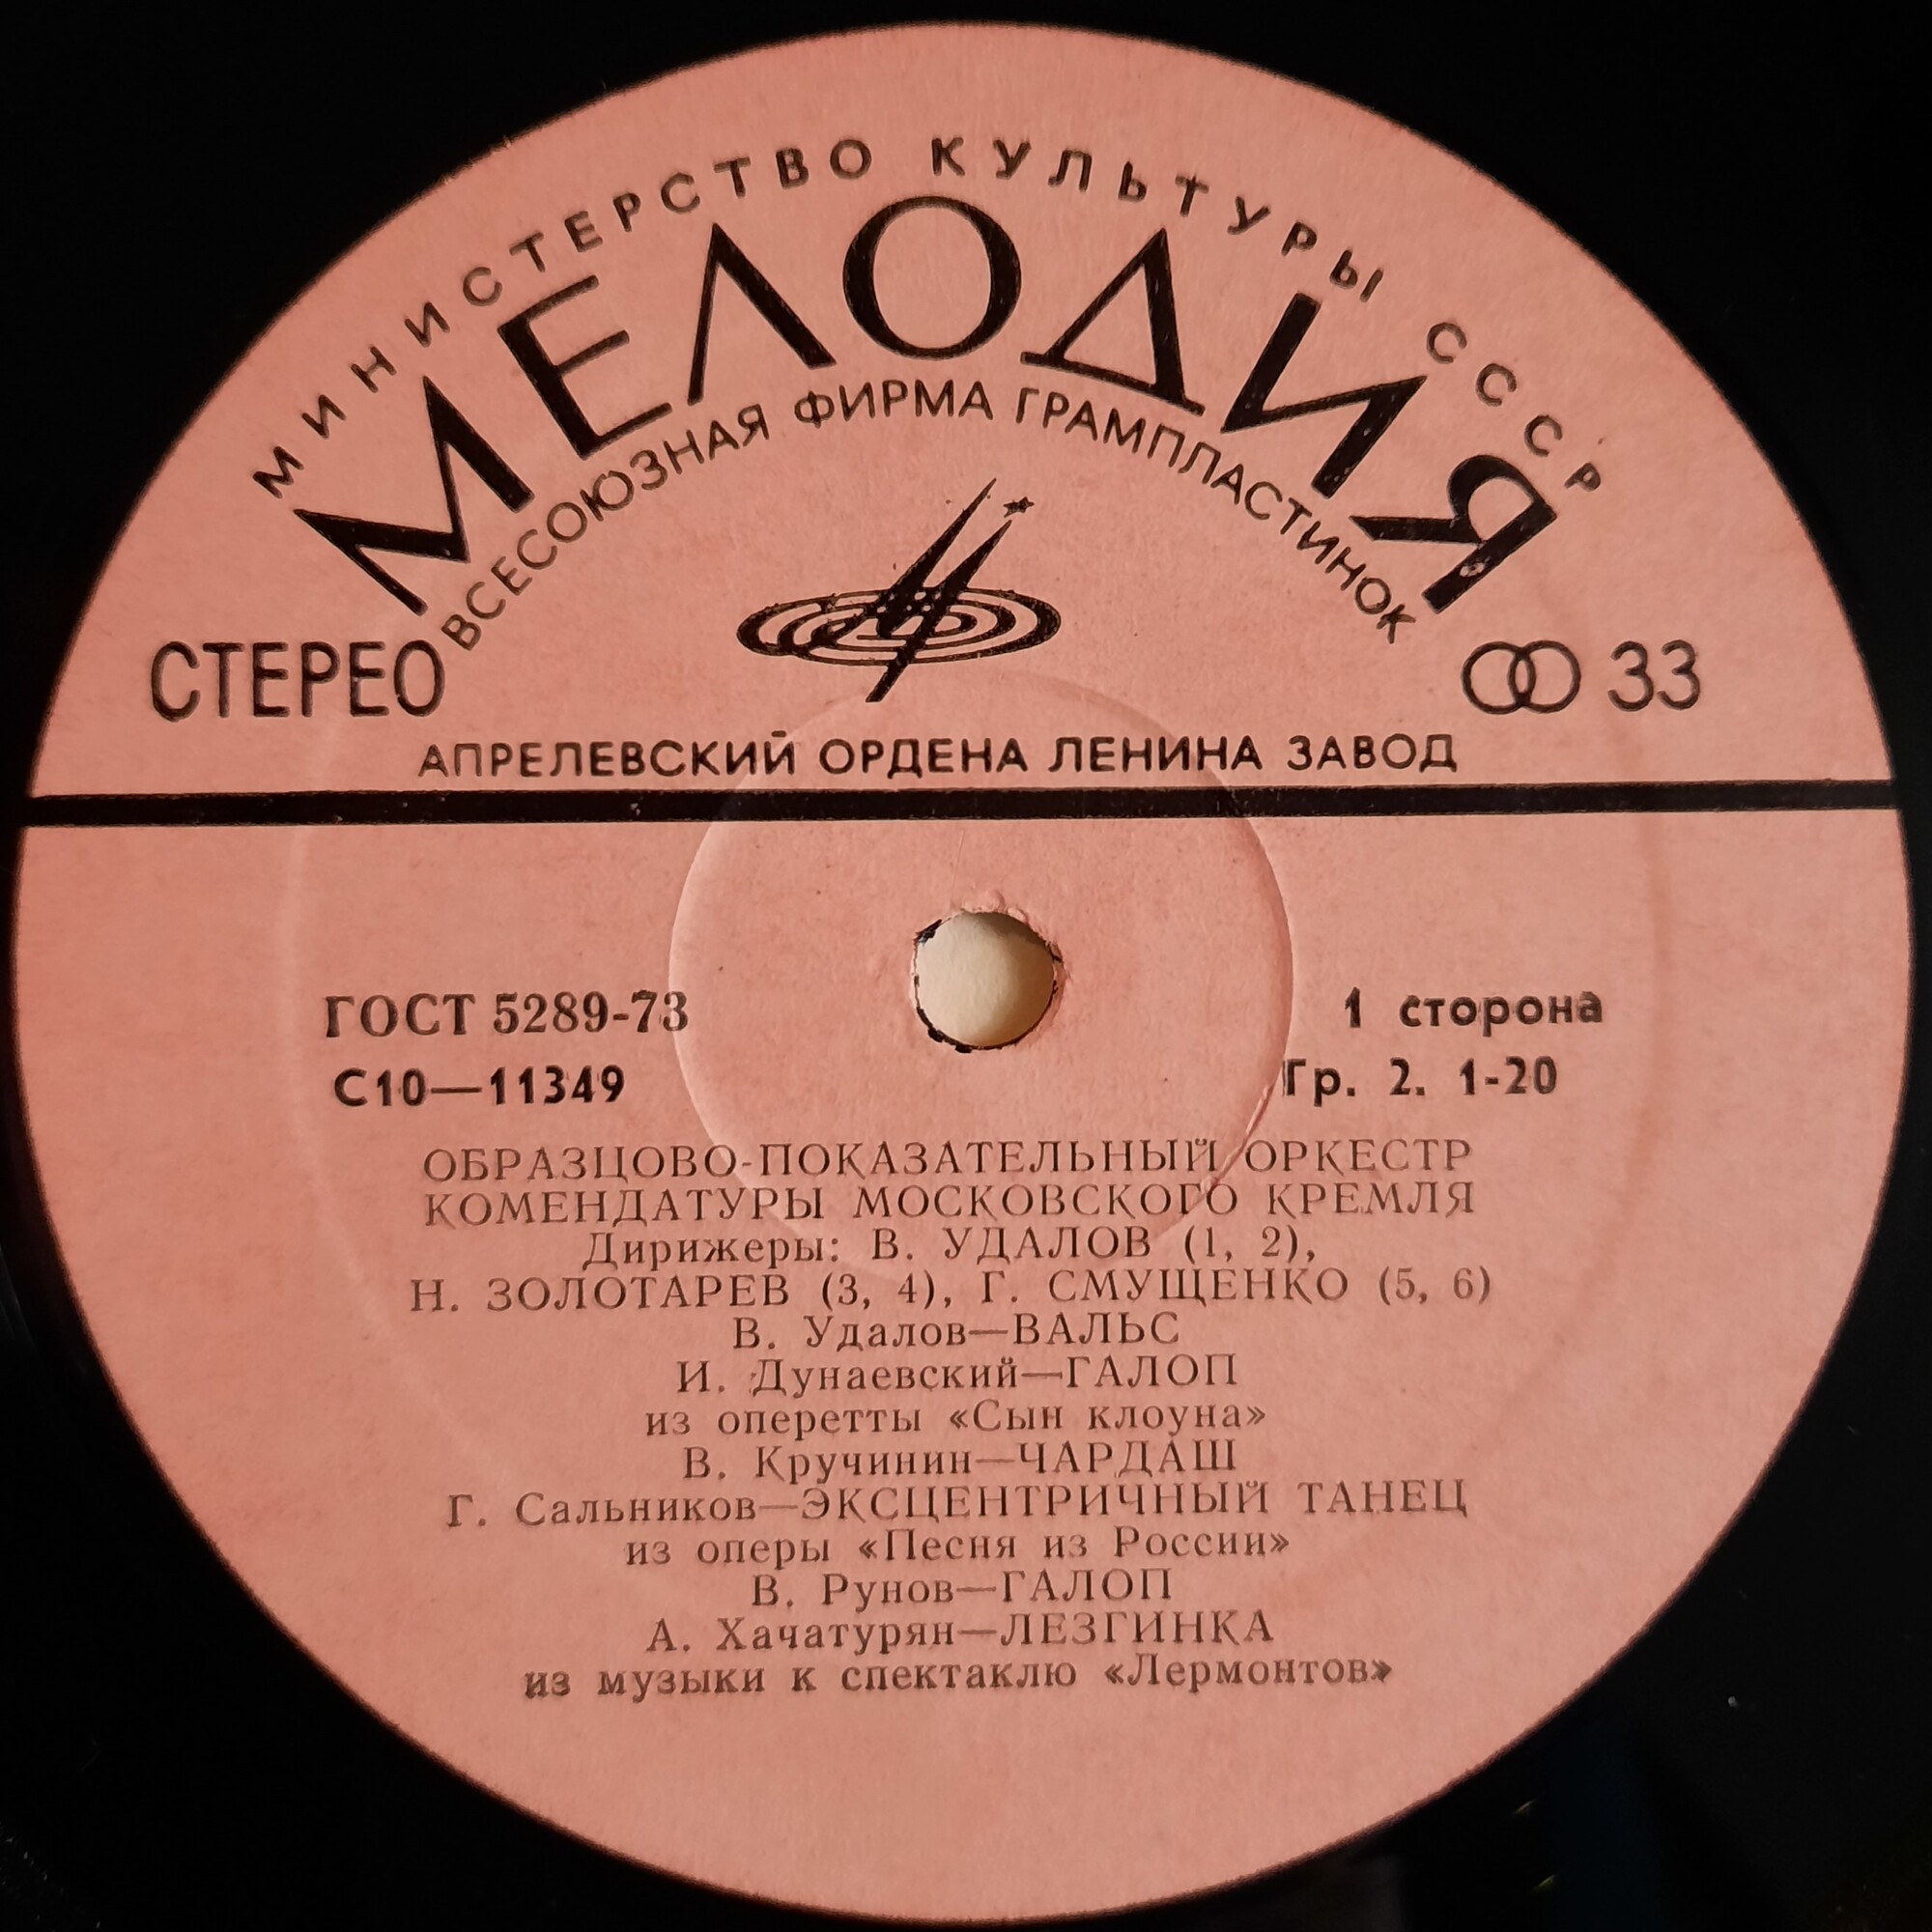 МИНИСТЕРСТВО КУЛЬТУРЫ СССР
МЕЛОДИЯ
ВСЕСОЮЗНАЯ ФИРМА ГРАМПЛАСТИНОК
СТЕРЕО
33
АПРЕЛЕВСКИЙ ОРДЕНА ЛЕНИНА ЗАВОД
ГОСТ 5289-73
1 сторона
С10—11349
Гр. 2. 1-20
ОБРАЗЦОВО-ПОКАЗАТЕЛЬНЫЙ ОРКЕСТР
КОМЕНДАТУРЫ МОСКОВСКОГО КРЕМЛЯ
Дирижеры: В. УДАЛОВ (1, 2),
Н. ЗОЛОТАРЕВ (3, 4), Г. СМУЩЕНКО (5, 6)
В. Удалов—ВАЛЬС
И. Дунаевский—ГАЛОП
из оперетты «Сын клоуна»
В. Кручинин—ЧАРДАШ
Г. Сальников—ЭКСЦЕНТРИЧНЫЙ ТАНЕЦ
из оперы «Песня из России»
В. Рунов—ГАЛОП
А. Хачатурян—ЛЕЗГИНКА
из музыки к спектаклю «Лермонтов»